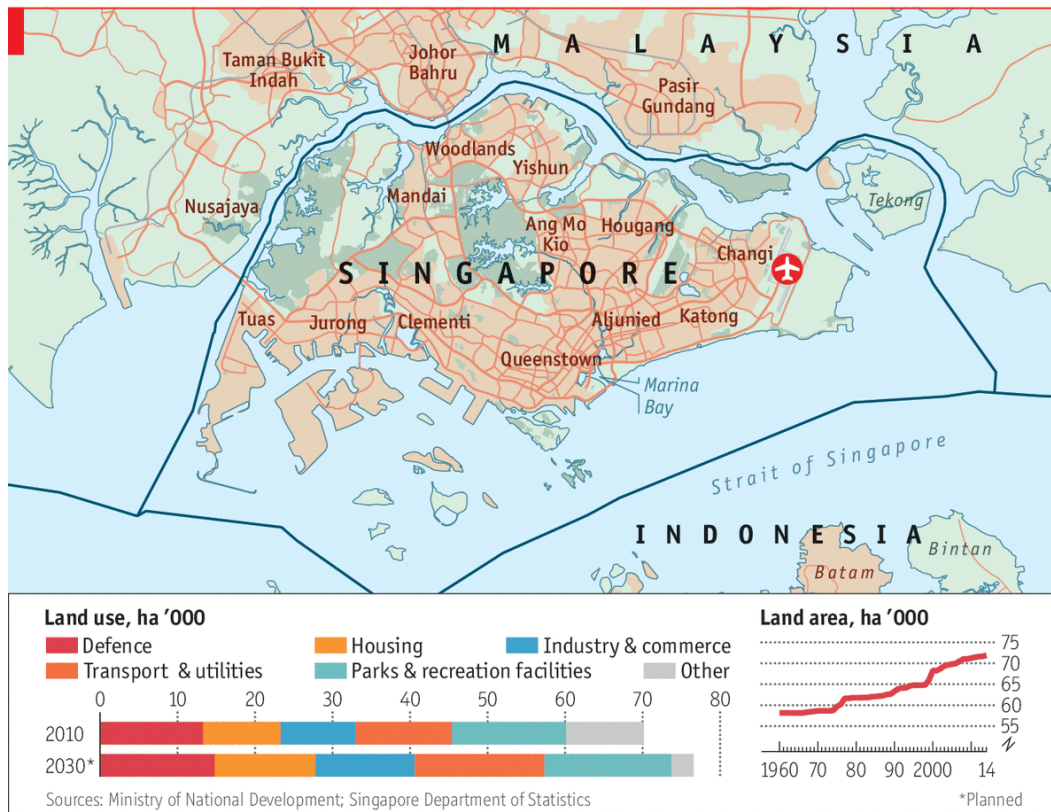 M A L A Y S I A
Taman Bukit
Indah
Johor
Bahru
Pasir
Gundang
Woodlands
Yishun
Nusajaya
Mandai
Tekong
Ang Mo
Kio
Hougang
Changi
S I N G A P O R E
Tuas
Jurong
Clementi
Aljunied
Katong
Queenstown
Marina
Bay
Strait of Singapore
I N D O N E S I A
Bintan
Batam
Land use, ha ’000
Defence
Housing
Industry & commerce
Transport & utilities
Parks & recreation facilities
Other
0 10 20 30 40 50 60 70 80
2010
2030*
Land area, ha ’000
75
70
65
60
55
1960 70 80 90 2000 14
Sources: Ministry of National Development; Singapore Department of Statistics
*Planned